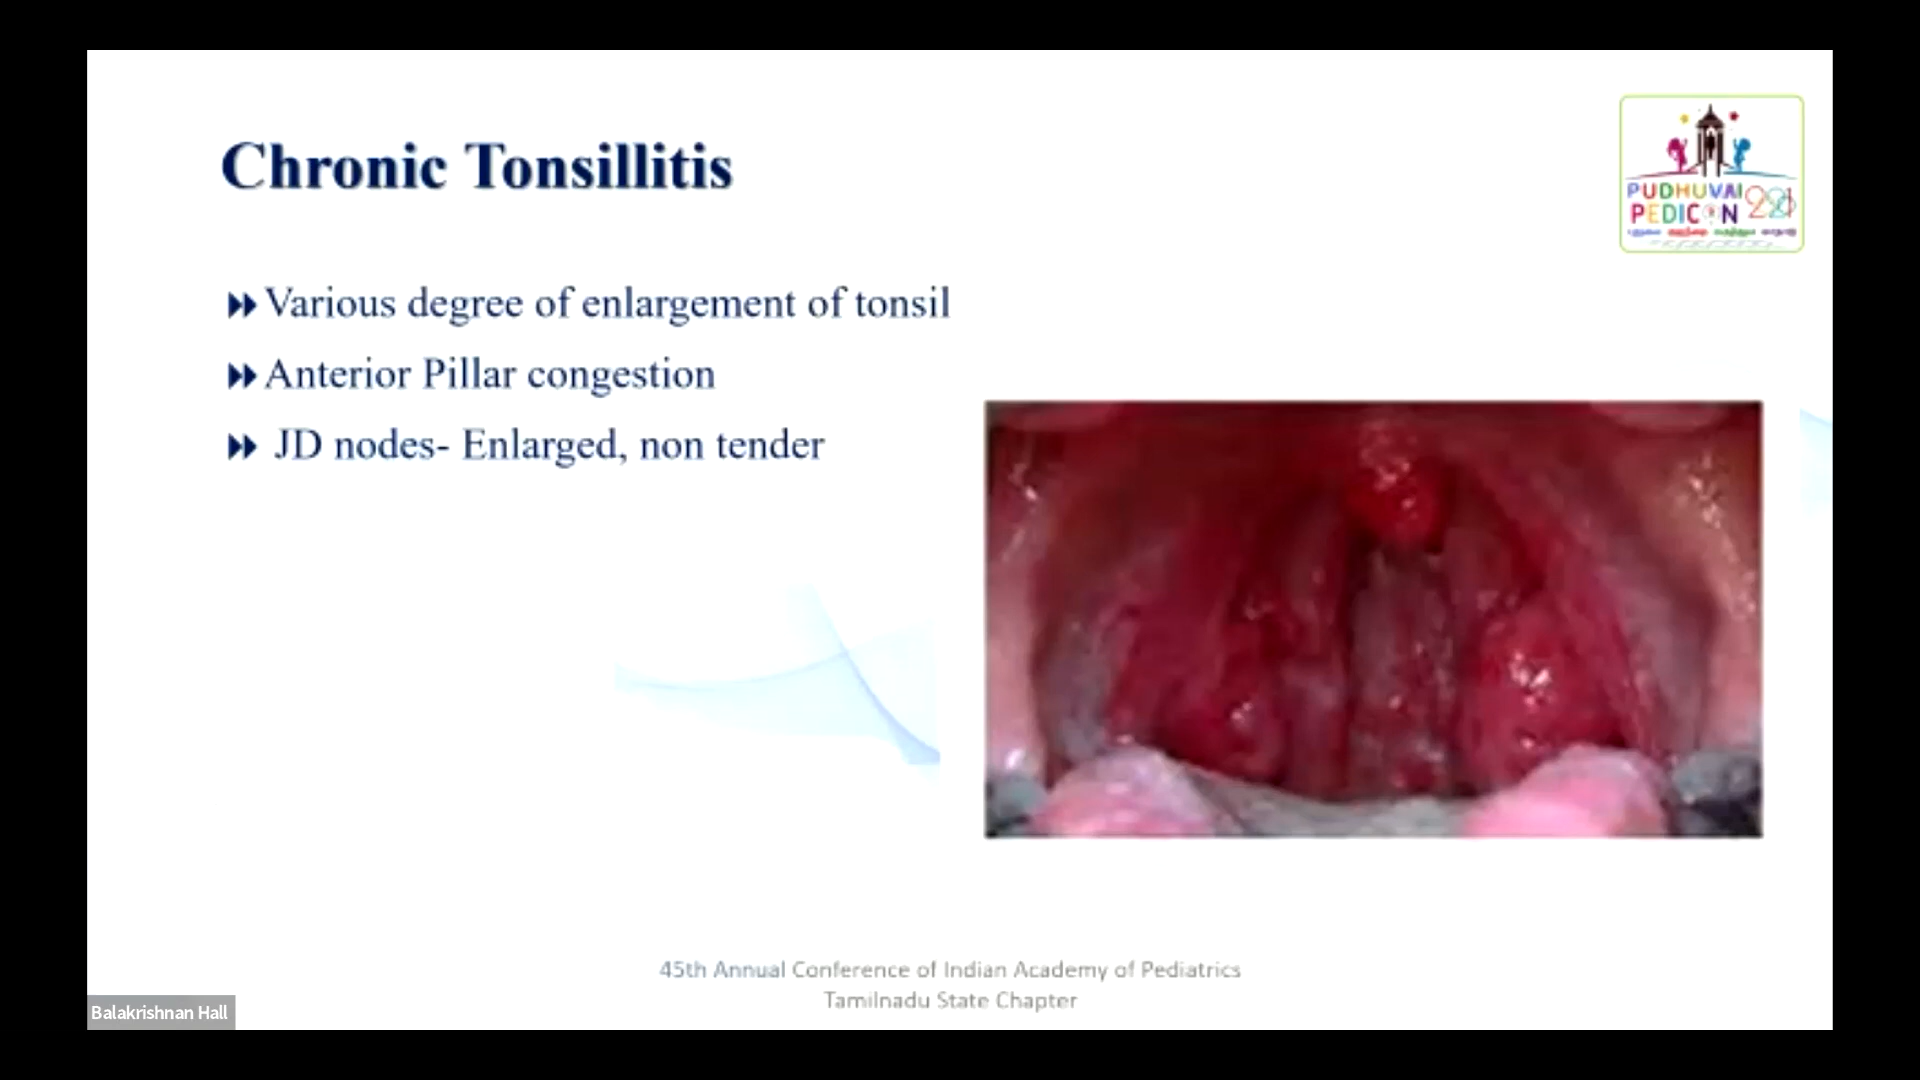 Chronic Tonsillitis
PUDHUVAI
PEDICON 2021
Various degree of enlargement of tonsil
Anterior Pillar congestion
JD nodes- Enlarged, non tender
45th Annual Conference of Indian Academy of Pediatrics
Tamilnadu State Chapter
Balakrishnan Hall